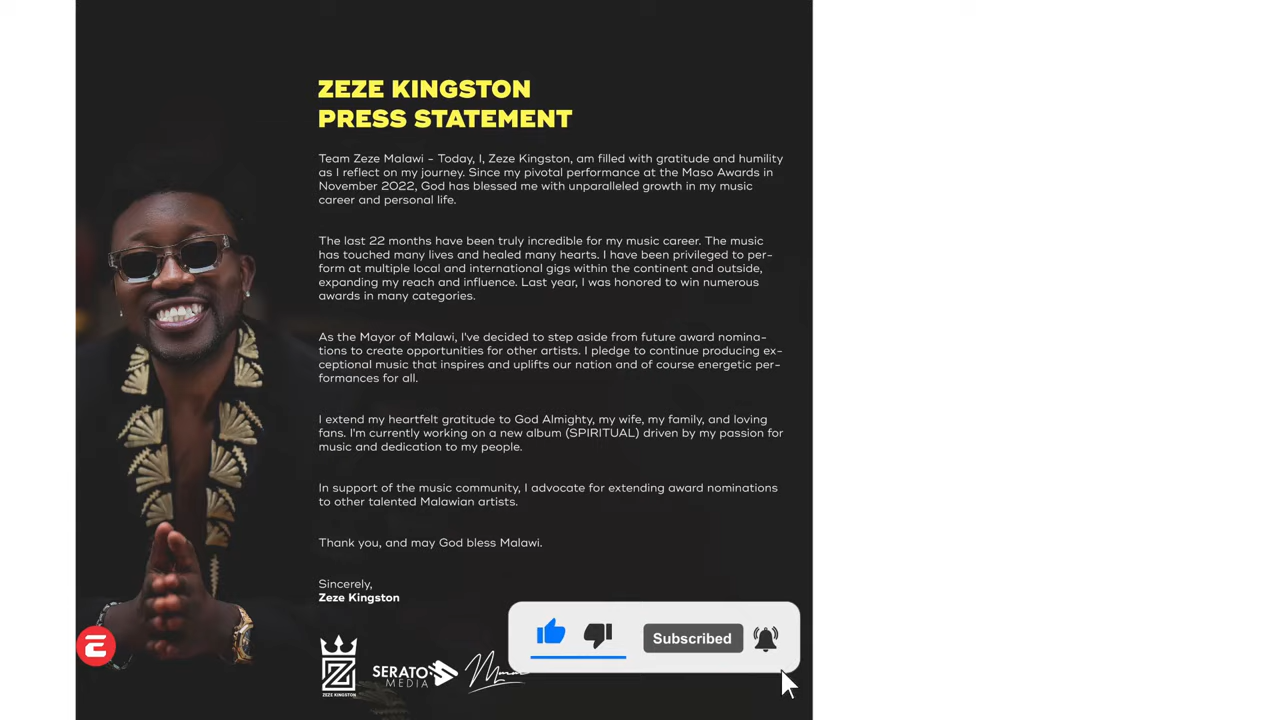 ZEZE KINGSTON
PRESS STATEMENT
Team Zeze Malawi - Today, I, Zeze Kingston, am filled with gratitude and humility
as I reflect on my journey. Since my pivotal performance at the Maso Awards in
November 2022, God has blessed me with unparalleled growth in my music
career and personal life.
The last 22 months have been truly incredible for my music career. The music
has touched many lives and healed many hearts. I have been privileged to per-
form at multiple local and international gigs within the continent and outside,
expanding my reach and influence. Last year, I was honored to win numerous
awards in many categories.
As the Mayor of Malawi, I've decided to step aside from future award nomina-
tions to create opportunities for other artists. I pledge to continue producing ex-
ceptional music that inspires and uplifts our nation and of course energetic per-
formances for all.
I extend my heartfelt gratitude to God Almighty, my wife, my family, and loving
fans. I'm currently working on a new album (SPIRITUAL) driven by my passion for
music and dedication to my people.
In support of the music community, I advocate for extending award nominations
to other talented Malawian artists.
Thank you, and may God bless Malawi.
Sincerely,
Zeze Kingston
Subscribed
SERATO
MEDIA
ZEZE KINGSTON